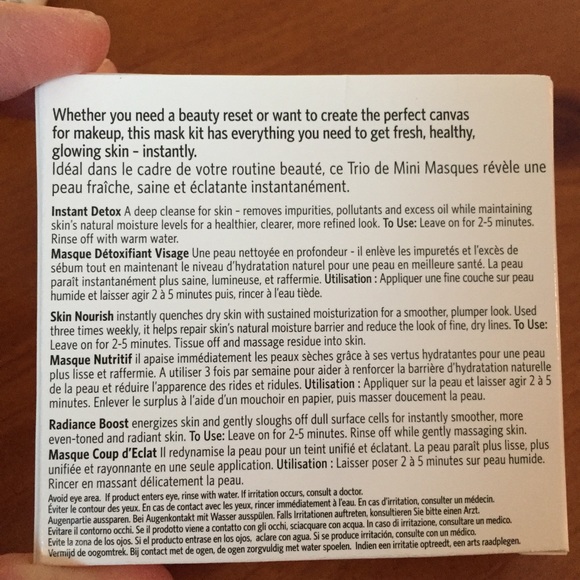 Whether you need a beauty reset or want to create the perfect canvas
for makeup, this mask kit has everything you need to get fresh, healthy,
glowing skin – instantly.
Idéal dans le cadre de votre routine beauté, ce Trio de Mini Masques révèle une
peau fraîche, saine et éclatante instantanément.
Instant Detox A deep cleanse for skin – removes impurities, pollutants and excess oil while maintaining
skin's natural moisture levels for a healthier, clearer, more refined look. To Use: Leave on for 2-5 minutes.
Rinse off with warm water.
Masque Détoxifiant Visage Une peau nettoyée en profondeur - il enlève les impuretés et l'excès de
sébum tout en maintenant le niveau d'hydratation naturel pour une peau en meilleure santé. La peau
paraît instantanément plus saine, lumineuse, et raffermie. Utilisation : Appliquer une fine couche sur peau
humide et laisser agir 2 à 5 minutes puis, rincer à l'eau tiède.
Skin Nourish instantly quenches dry skin with sustained moisturization for a smoother, plumper look. Used
three times weekly, it helps repair skin's natural moisture barrier and reduce the look of fine, dry lines. To Use:
Leave on for 2-5 minutes. Tissue off and massage residue into skin.
Masque Nutritif il apaise immédiatement les peaux sèches grâce à ses vertus hydratantes pour une peau
plus lisse et raffermie. A utiliser 3 fois par semaine pour aider à renforcer la barrière d'hydratation naturelle
de la peau et réduire l'apparence des rides et ridules. Utilisation : Appliquer sur la peau et laisser agir 2 à 5
minutes. Enlever le surplus à l'aide d'un mouchoir en papier, puis masser doucement la peau.
Radiance Boost energizes skin and gently sloughs off dull surface cells for instantly smoother, more
even-toned and radiant skin. To Use: Leave on for 2-5 minutes. Rinse off while gently massaging skin.
Masque Coup d'Eclat Il redynamise la peau pour un teint unifié et éclatant. La peau paraît plus lisse, plus
unifiée et rayonnante en une seule application. Utilisation : Laisser poser 2 à 5 minutes sur peau humide.
Rincer en massant délicatement la peau.
Avoid eye area. If product enters eye, rinse with water. If irritation occurs, consult a doctor.
Éviter le contour des yeux. En cas de contact avec les yeux, rincer immédiatement à l'eau. En cas d'irritation, consulter un médecin.
Augenpartie aussparen. Bei Augenkontakt mit Wasser ausspülen. Falls Irritationen auftreten, konsultieren Sie bitte einen Arzt.
Evitare il contorno occhi. Se il prodotto viene a contatto con gli occhi, sciacquare con acqua. In caso di irritazione, consultare un medico.
Evite la zona de los ojos. Si el producto entrase en los ojos, aclare con agua. Si se produce irritación, consulte con un médico.
Vermijd de oogomtrek. Bij contact met de ogen, de ogen zorgvuldig met water spoelen. Indien een irritatie optreedt, een arts raadplegen.